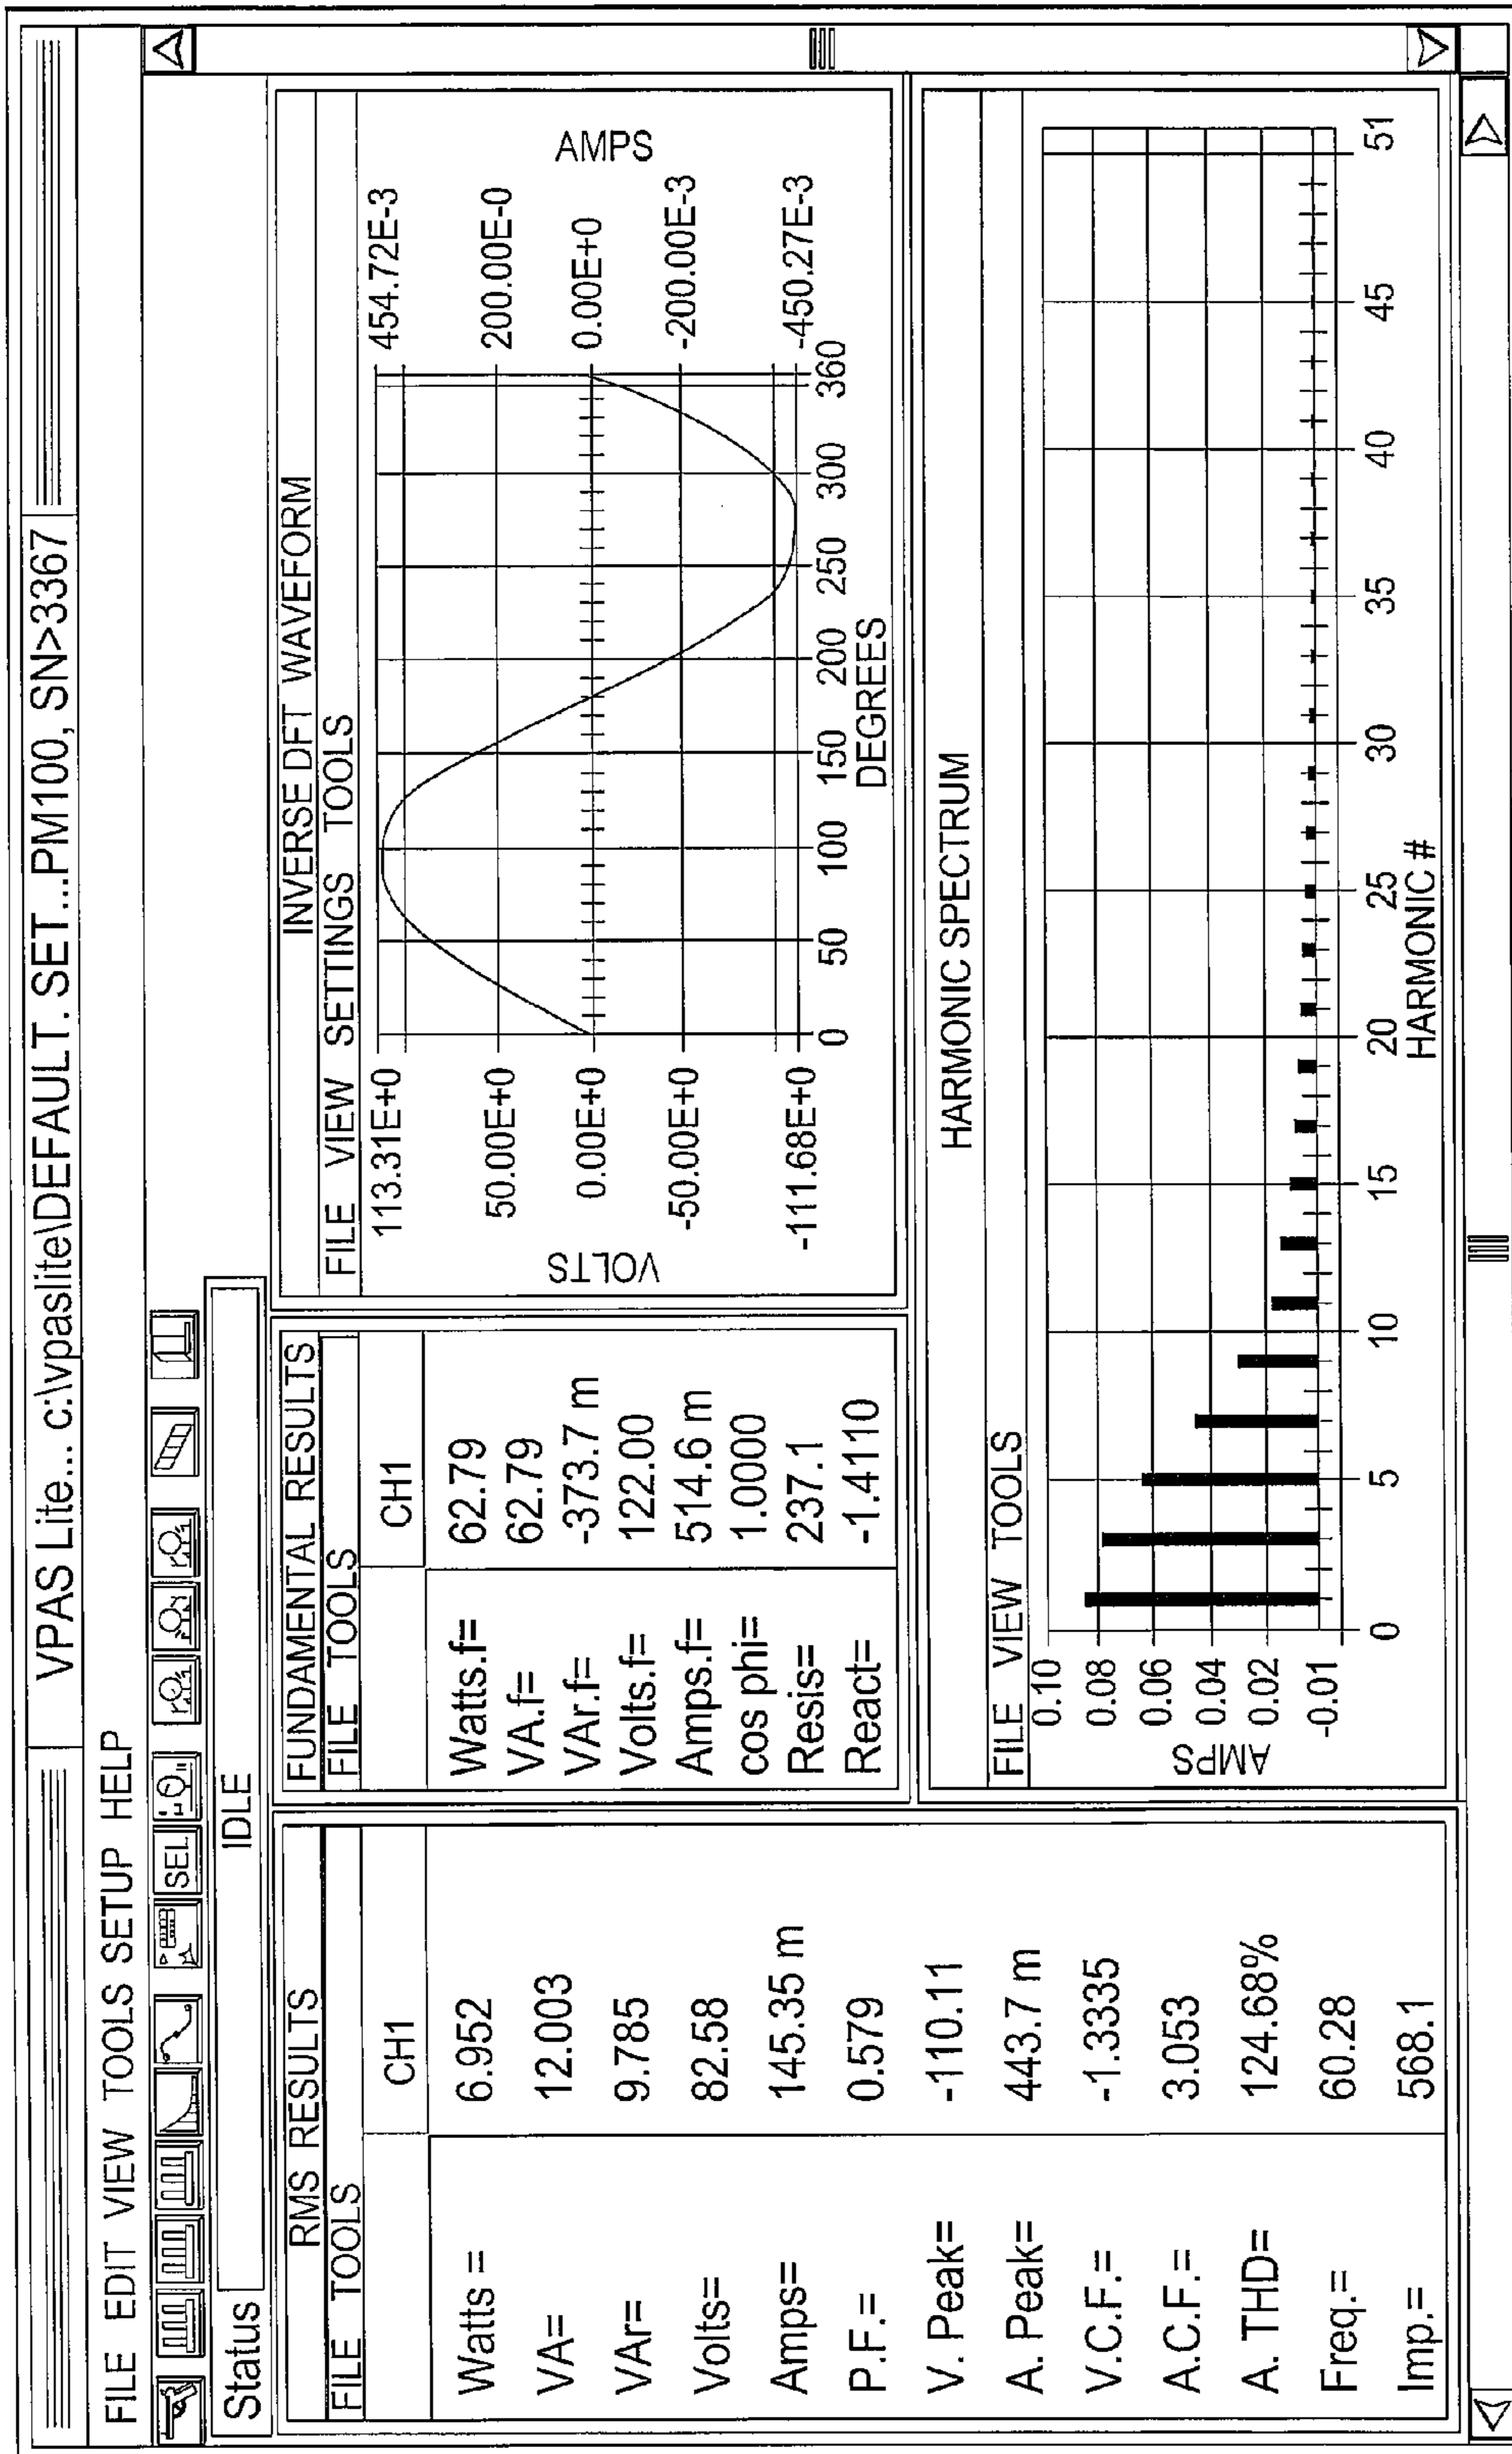 VPAS Lite... c:\vpaslite\DEFAULT. SET...PM100, SN>3367
FILE EDIT VIEW TOOLS SETUP HELP
SEL
Status
IDLE
RMS RESULTS
FILE TOOLS
CH1
Watts = 6.952
VA= 12.003
VAr= 9.785
Volts= 82.58
Amps= 145.35 m
P.F.= 0.579
V. Peak= -110.11
A. Peak= 443.7 m
V.C.F.= -1.3335
A.C.F.= 3.053
A. THD= 124.68%
Freq.= 60.28
Imp.= 568.1
FUNDAMENTAL RESULTS
FILE TOOLS
CH1
Watts.f= 62.79
VA.f= 62.79
VAr.f= -373.7 m
Volts.f= 122.00
Amps.f= 514.6 m
cos phi= 1.0000
Resis= 237.1
React= -1.4110
INVERSE DFT WAVEFORM
FILE VIEW SETTINGS TOOLS
113.31E+0 454.72E-3
50.00E+0 200.00E-0
0.00E+0 0.00E+0
-50.00E+0 -200.00E-3
-111.68E+0 -450.27E-3
VOLTS
AMPS
0 50 100 150 200 250 300 360
DEGREES
HARMONIC SPECTRUM
FILE VIEW TOOLS
0.10
0.08
0.06
0.04
0.02
-0.01
AMPS
0 5 10 15 20 25 30 35 40 45 51
HARMONIC #